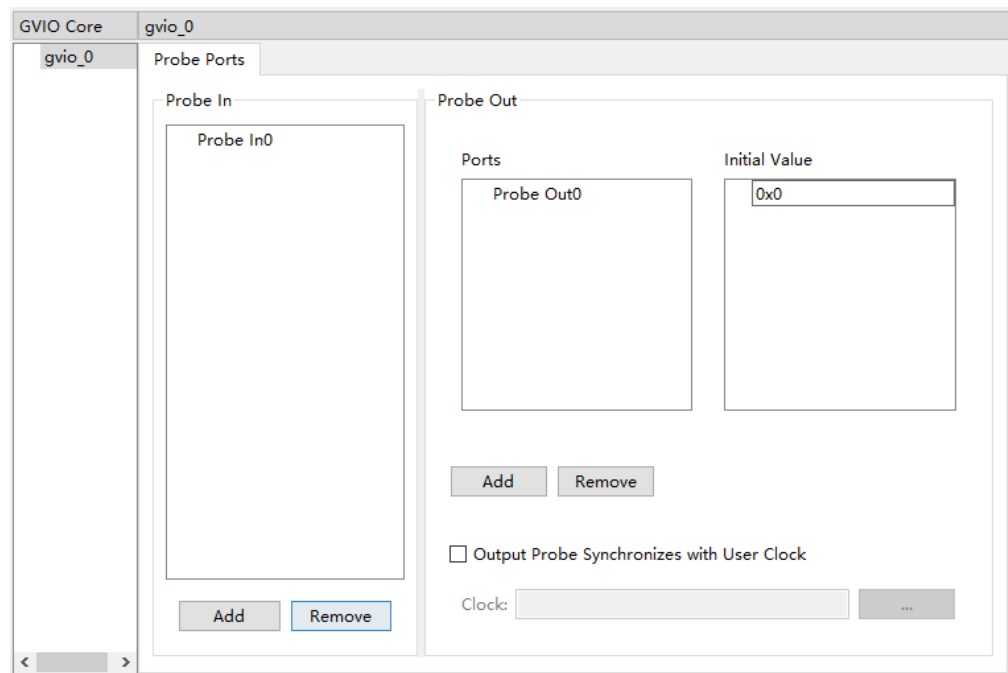 GVIO Core
gvio_0
gvio_0
Probe Ports
Probe In
Probe In0
Add
Remove
Probe Out
Ports
Initial Value
Probe Out0
0x0
Add
Remove
Output Probe Synchronizes with User Clock
Clock:
...